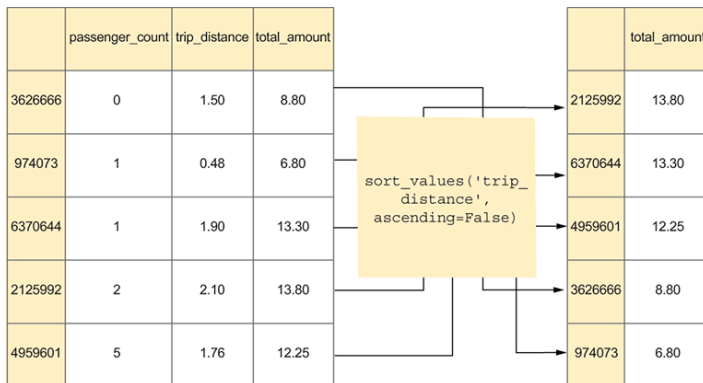 passenger_count trip_distance total_amount
3626666 0 1.50 8.80
974073 1 0.48 6.80
6370644 1 1.90 13.30
2125992 2 2.10 13.80
4959601 5 1.76 12.25
sort_values('trip_
distance',
ascending=False)
total_amount
2125992 13.80
6370644 13.30
4959601 12.25
3626666 8.80
974073 6.80